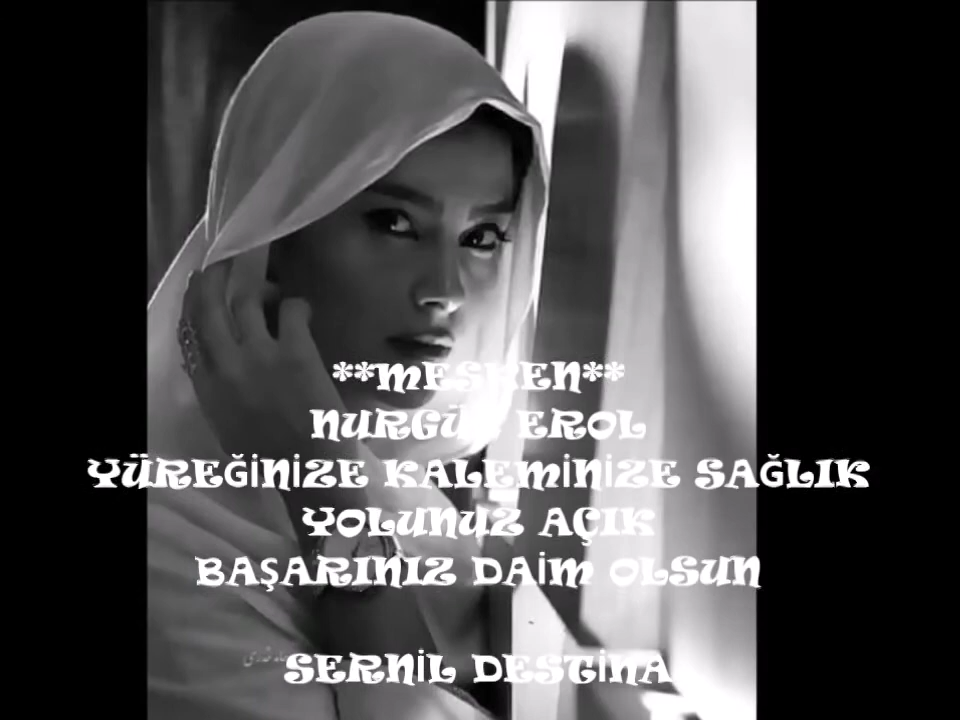 **MESKEN**
NURGÜL EROL
YÜREĞİNİZE KALEMİNİZE SAĞLIK
YOLUNUZ AÇIK
BAŞARINIZ DAİM OLSUN
SERNİL DESTİNA